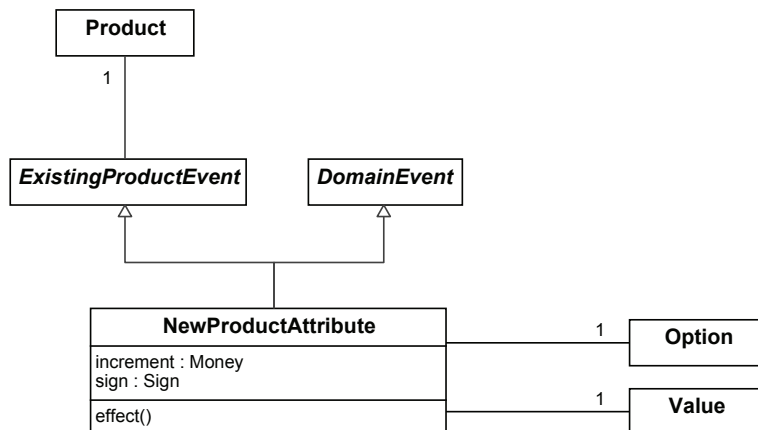 Product
1
ExistingProductEvent
DomainEvent
NewProductAttribute
increment : Money
sign : Sign
effect()
1
Option
1
Value